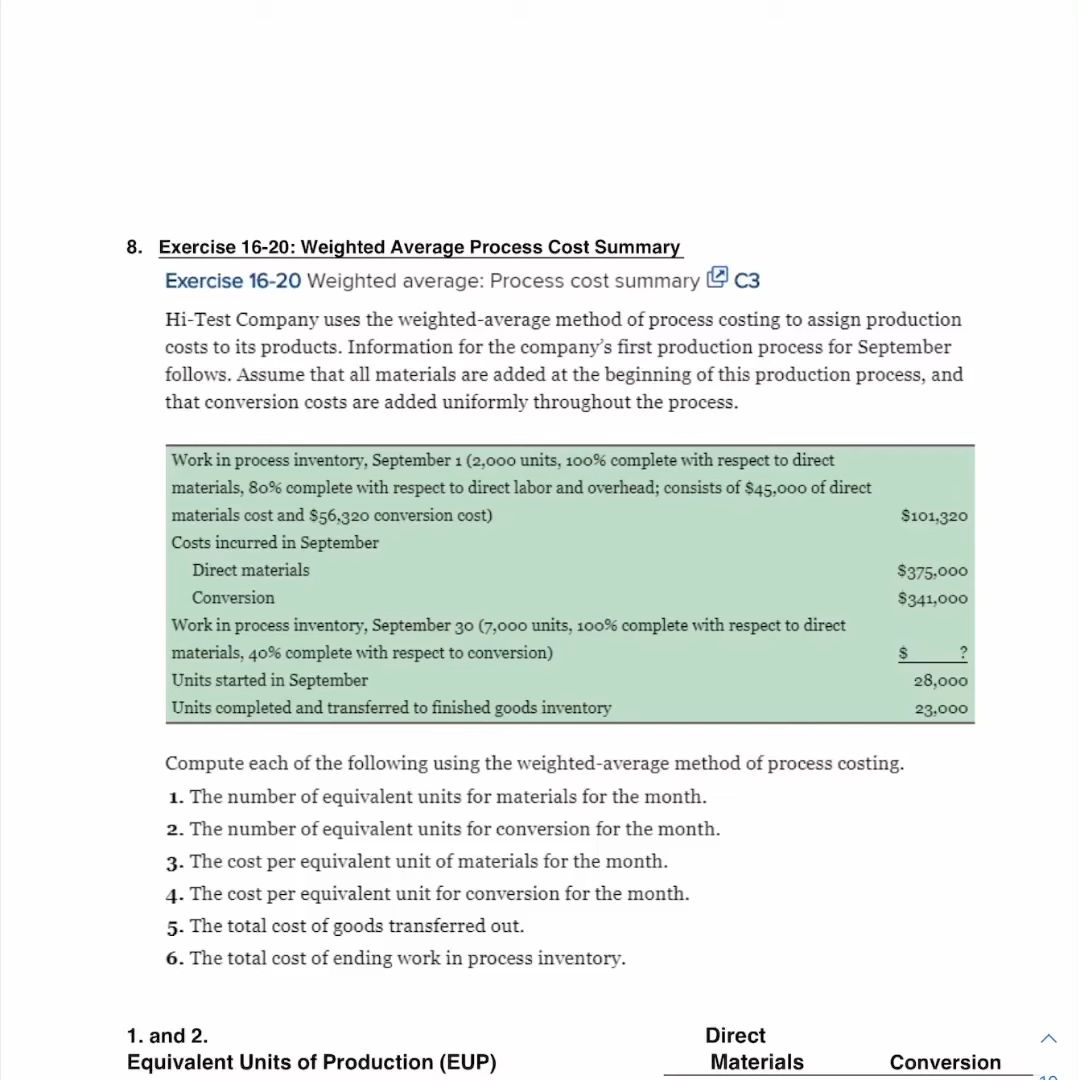 8. Exercise 16-20: Weighted Average Process Cost Summary
Exercise 16-20 Weighted average: Process cost summary C3
Hi-Test Company uses the weighted-average method of process costing to assign production
costs to its products. Information for the company's first production process for September
follows. Assume that all materials are added at the beginning of this production process, and
that conversion costs are added uniformly throughout the process.
Work in process inventory, September 1 (2,000 units, 100% complete with respect to direct
materials, 80% complete with respect to direct labor and overhead; consists of $45,000 of direct
materials cost and $56,320 conversion cost) $101,320
Costs incurred in September
Direct materials $375,000
Conversion $341,000
Work in process inventory, September 30 (7,000 units, 100% complete with respect to direct
materials, 40% complete with respect to conversion) $ ?
Units started in September 28,000
Units completed and transferred to finished goods inventory 23,000
Compute each of the following using the weighted-average method of process costing.
1. The number of equivalent units for materials for the month.
2. The number of equivalent units for conversion for the month.
3. The cost per equivalent unit of materials for the month.
4. The cost per equivalent unit for conversion for the month.
5. The total cost of goods transferred out.
6. The total cost of ending work in process inventory.
1. and 2. Direct
Equivalent Units of Production (EUP) Materials Conversion